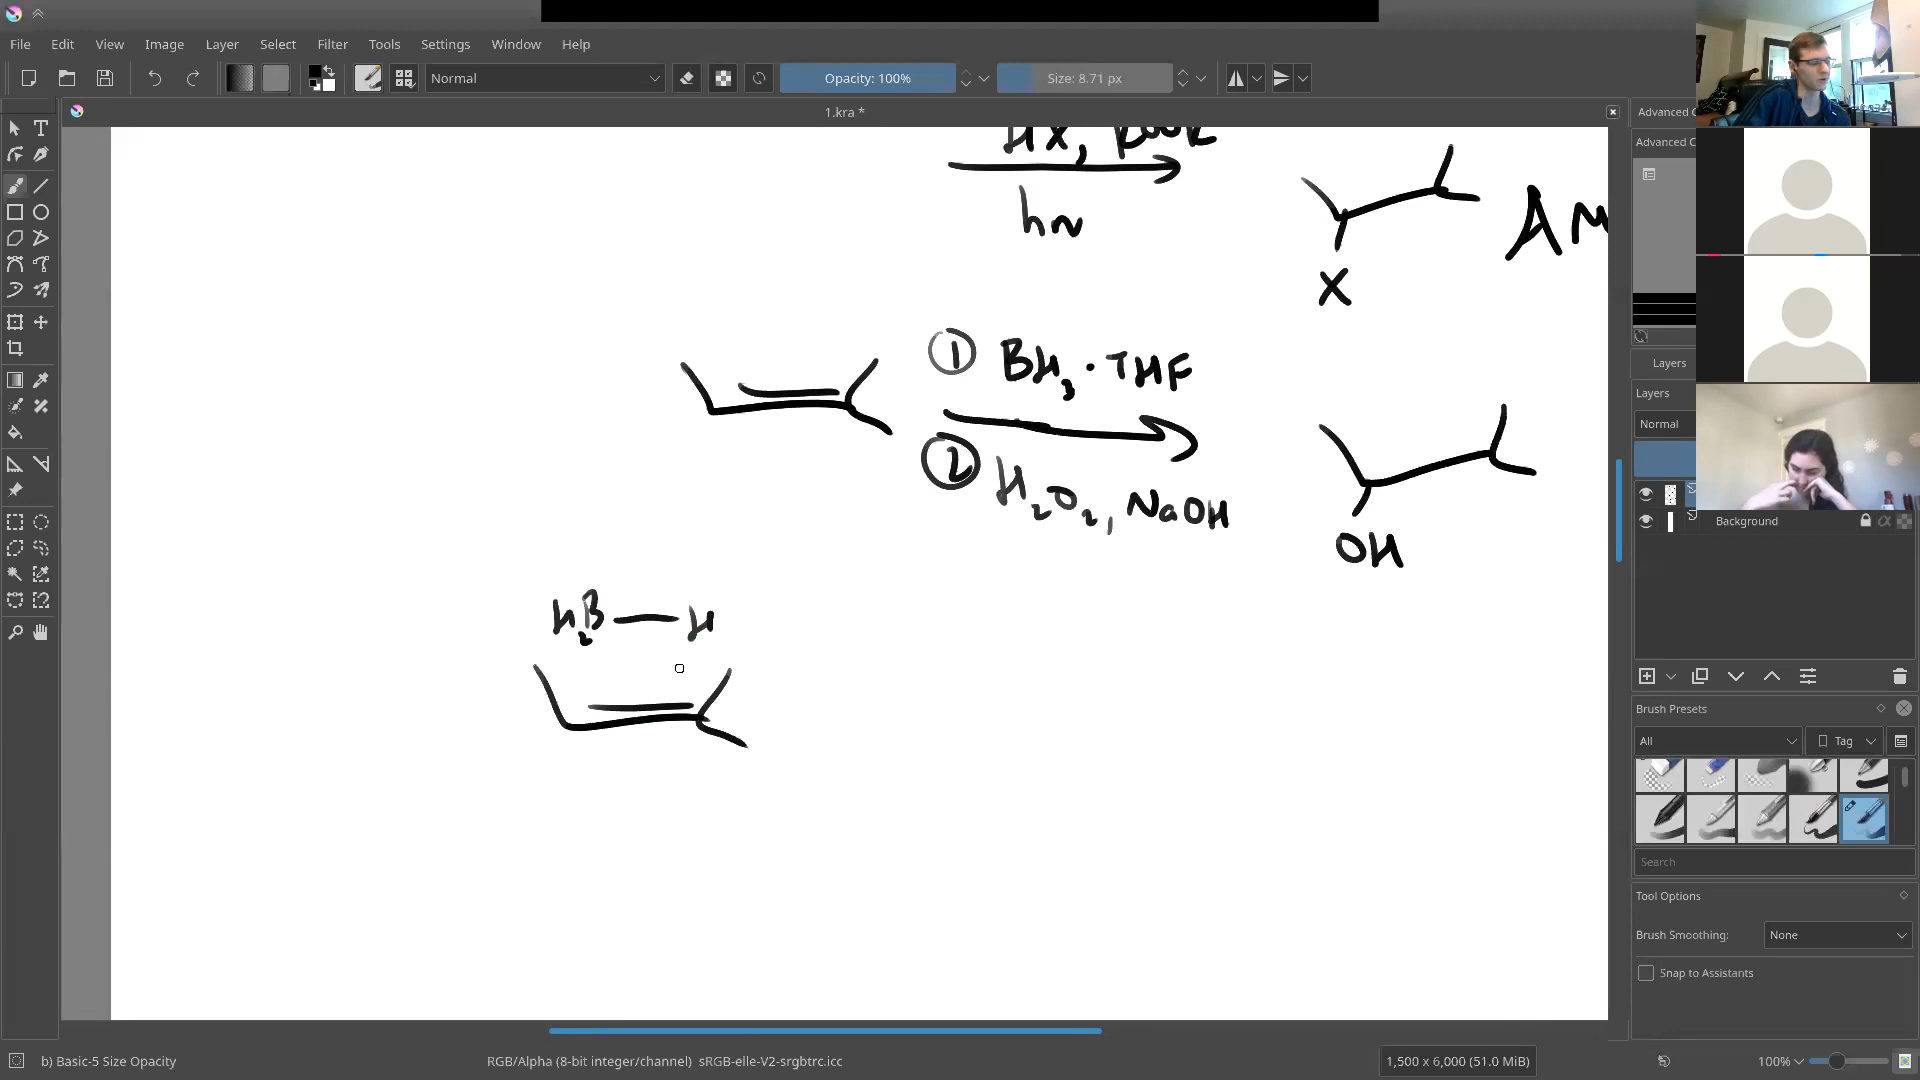 File Edit View Image Layer Select Filter Tools Settings Window Help
Normal
Opacity: 100%
Size: 8.71 px
1.kra *
Advanced C
Advanced C
HX, ROOR
hν
X
AM
① BH₃ · THF
② H₂O₂, NaOH
OH
H₂B — H
Layers
Layers
Normal
Background
Brush Presets
All
Tag
Search
Tool Options
Brush Smoothing: None
Snap to Assistants
b) Basic-5 Size Opacity
RGB/Alpha (8-bit integer/channel) sRGB-elle-V2-srgbtrc.icc
1,500 x 6,000 (51.0 MiB)
100%